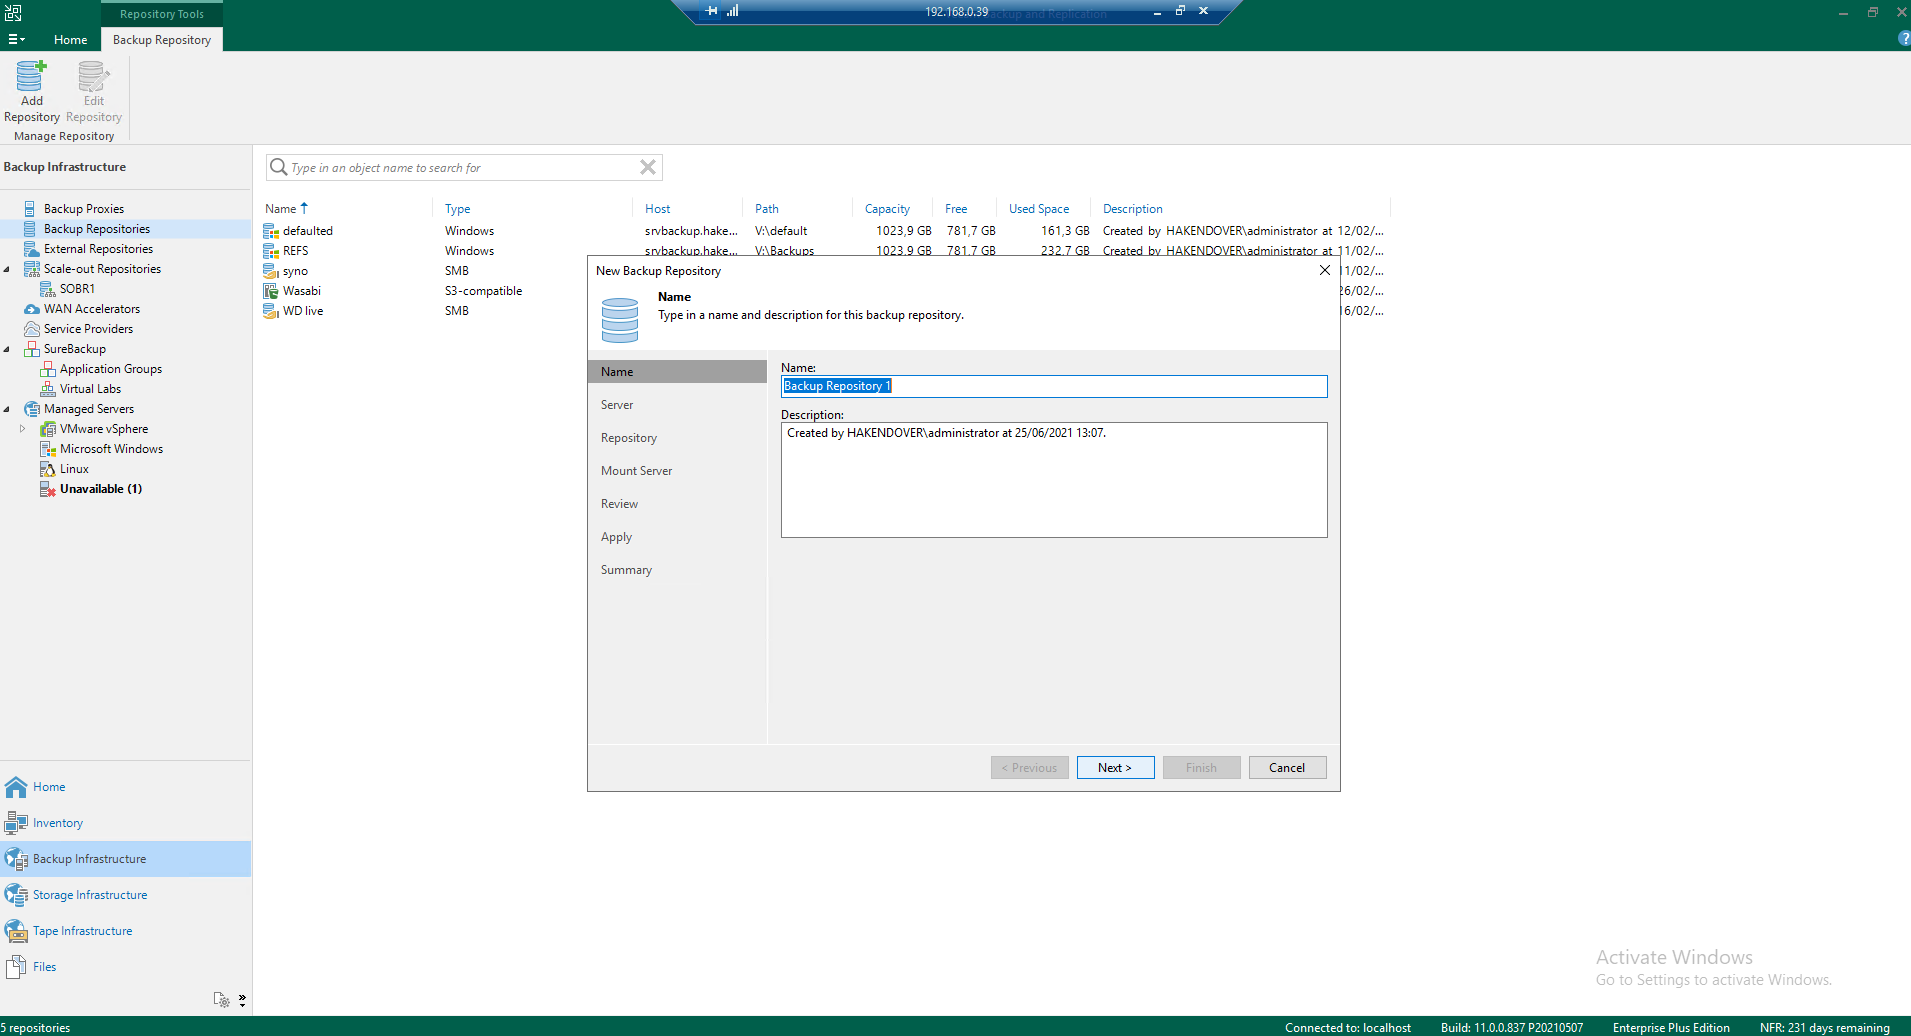 Repository Tools
192.168.0.39
ackup and Replication
Home
Backup Repository
Add
Repository
Edit
Repository
Manage Repository
Backup Infrastructure
Type in an object name to search for
Backup Proxies
Backup Repositories
External Repositories
Scale-out Repositories
SOBR1
WAN Accelerators
Service Providers
SureBackup
Application Groups
Virtual Labs
Managed Servers
VMware vSphere
Microsoft Windows
Linux
Unavailable (1)
Name Type Host Path Capacity Free Used Space Description
defaulted Windows srvbackup.hake... V:\default 1023,9 GB 781,7 GB 161,3 GB Created by HAKENDOVER\administrator at 12/02/...
REFS Windows srvbackup.hake... V:\Backups 1023,9 GB 781,7 GB 232,7 GB Created by HAKENDOVER\administrator at 11/02/...
syno SMB 11/02/...
Wasabi S3-compatible 26/02/...
WD live SMB 16/02/...
New Backup Repository
Name
Type in a name and description for this backup repository.
Name
Server
Repository
Mount Server
Review
Apply
Summary
Name:
Backup Repository 1
Description:
Created by HAKENDOVER\administrator at 25/06/2021 13:07.
< Previous
Next >
Finish
Cancel
Home
Inventory
Backup Infrastructure
Storage Infrastructure
Tape Infrastructure
Files
Activate Windows
Go to Settings to activate Windows.
5 repositories
Connected to: localhost
Build: 11.0.0.837 P20210507
Enterprise Plus Edition
NFR: 231 days remaining